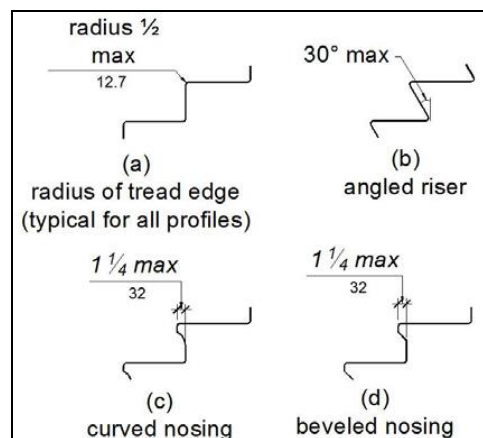 radius ½
max
12.7
(a)
radius of tread edge
(typical for all profiles)
30° max
(b)
angled riser
1 ¼ max
32
(c)
curved nosing
1 ¼ max
32
(d)
beveled nosing